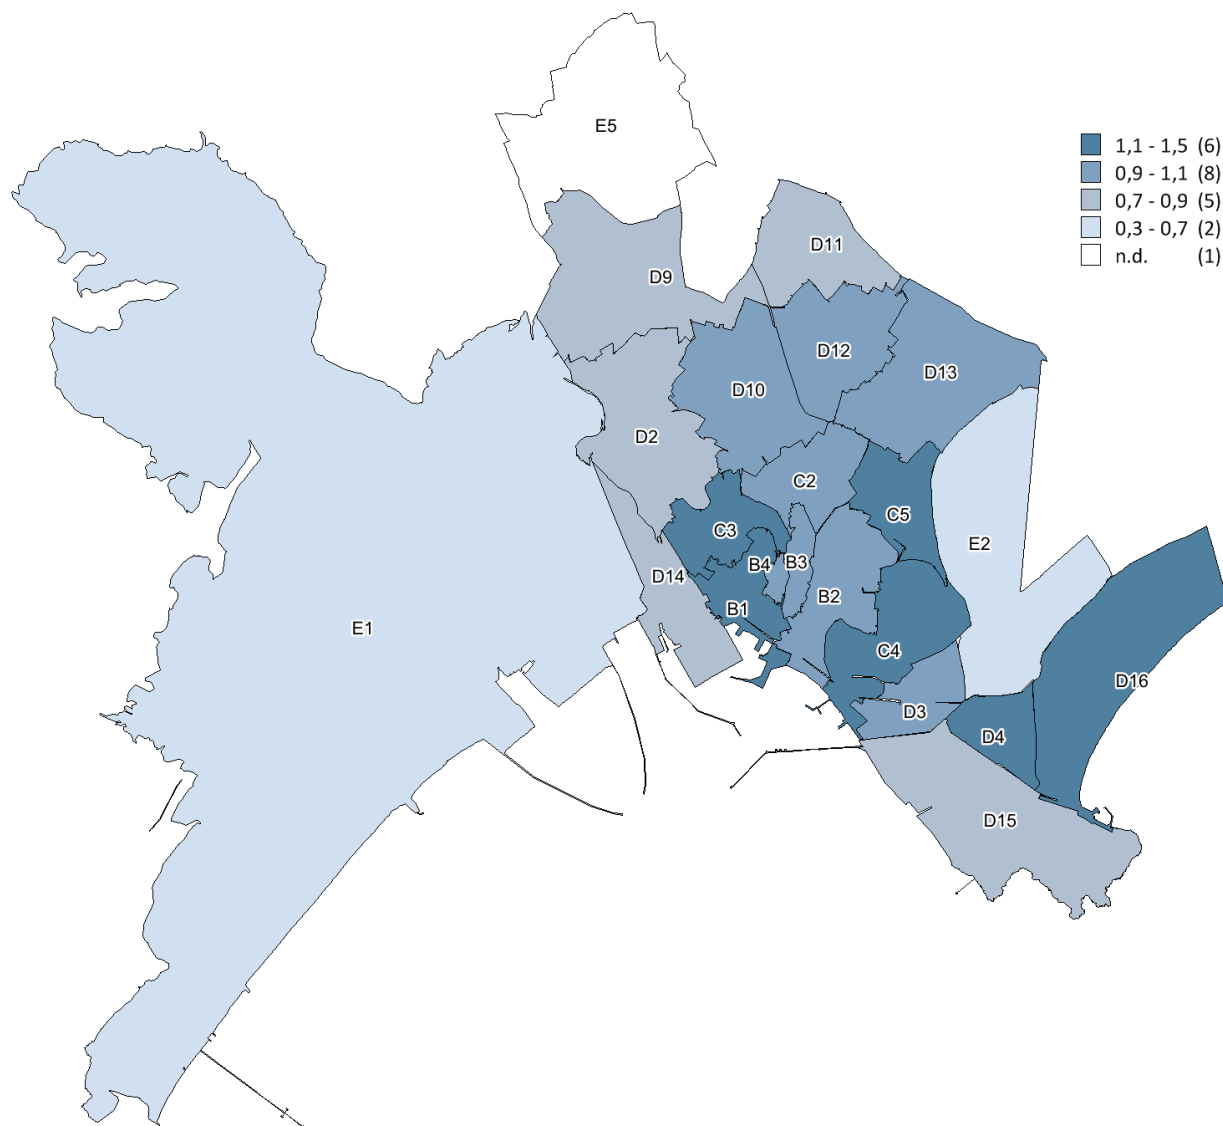 E5
1,1 - 1,5 (6)
0,9 - 1,1 (8)
0,7 - 0,9 (5)
0,3 - 0,7 (2)
n.d. (1)
D11
D9
D12
D13
D10
D2
C2
C5
C3
E2
B4
B3
D14
B2
B1
E1
C4
D16
D3
D4
D15